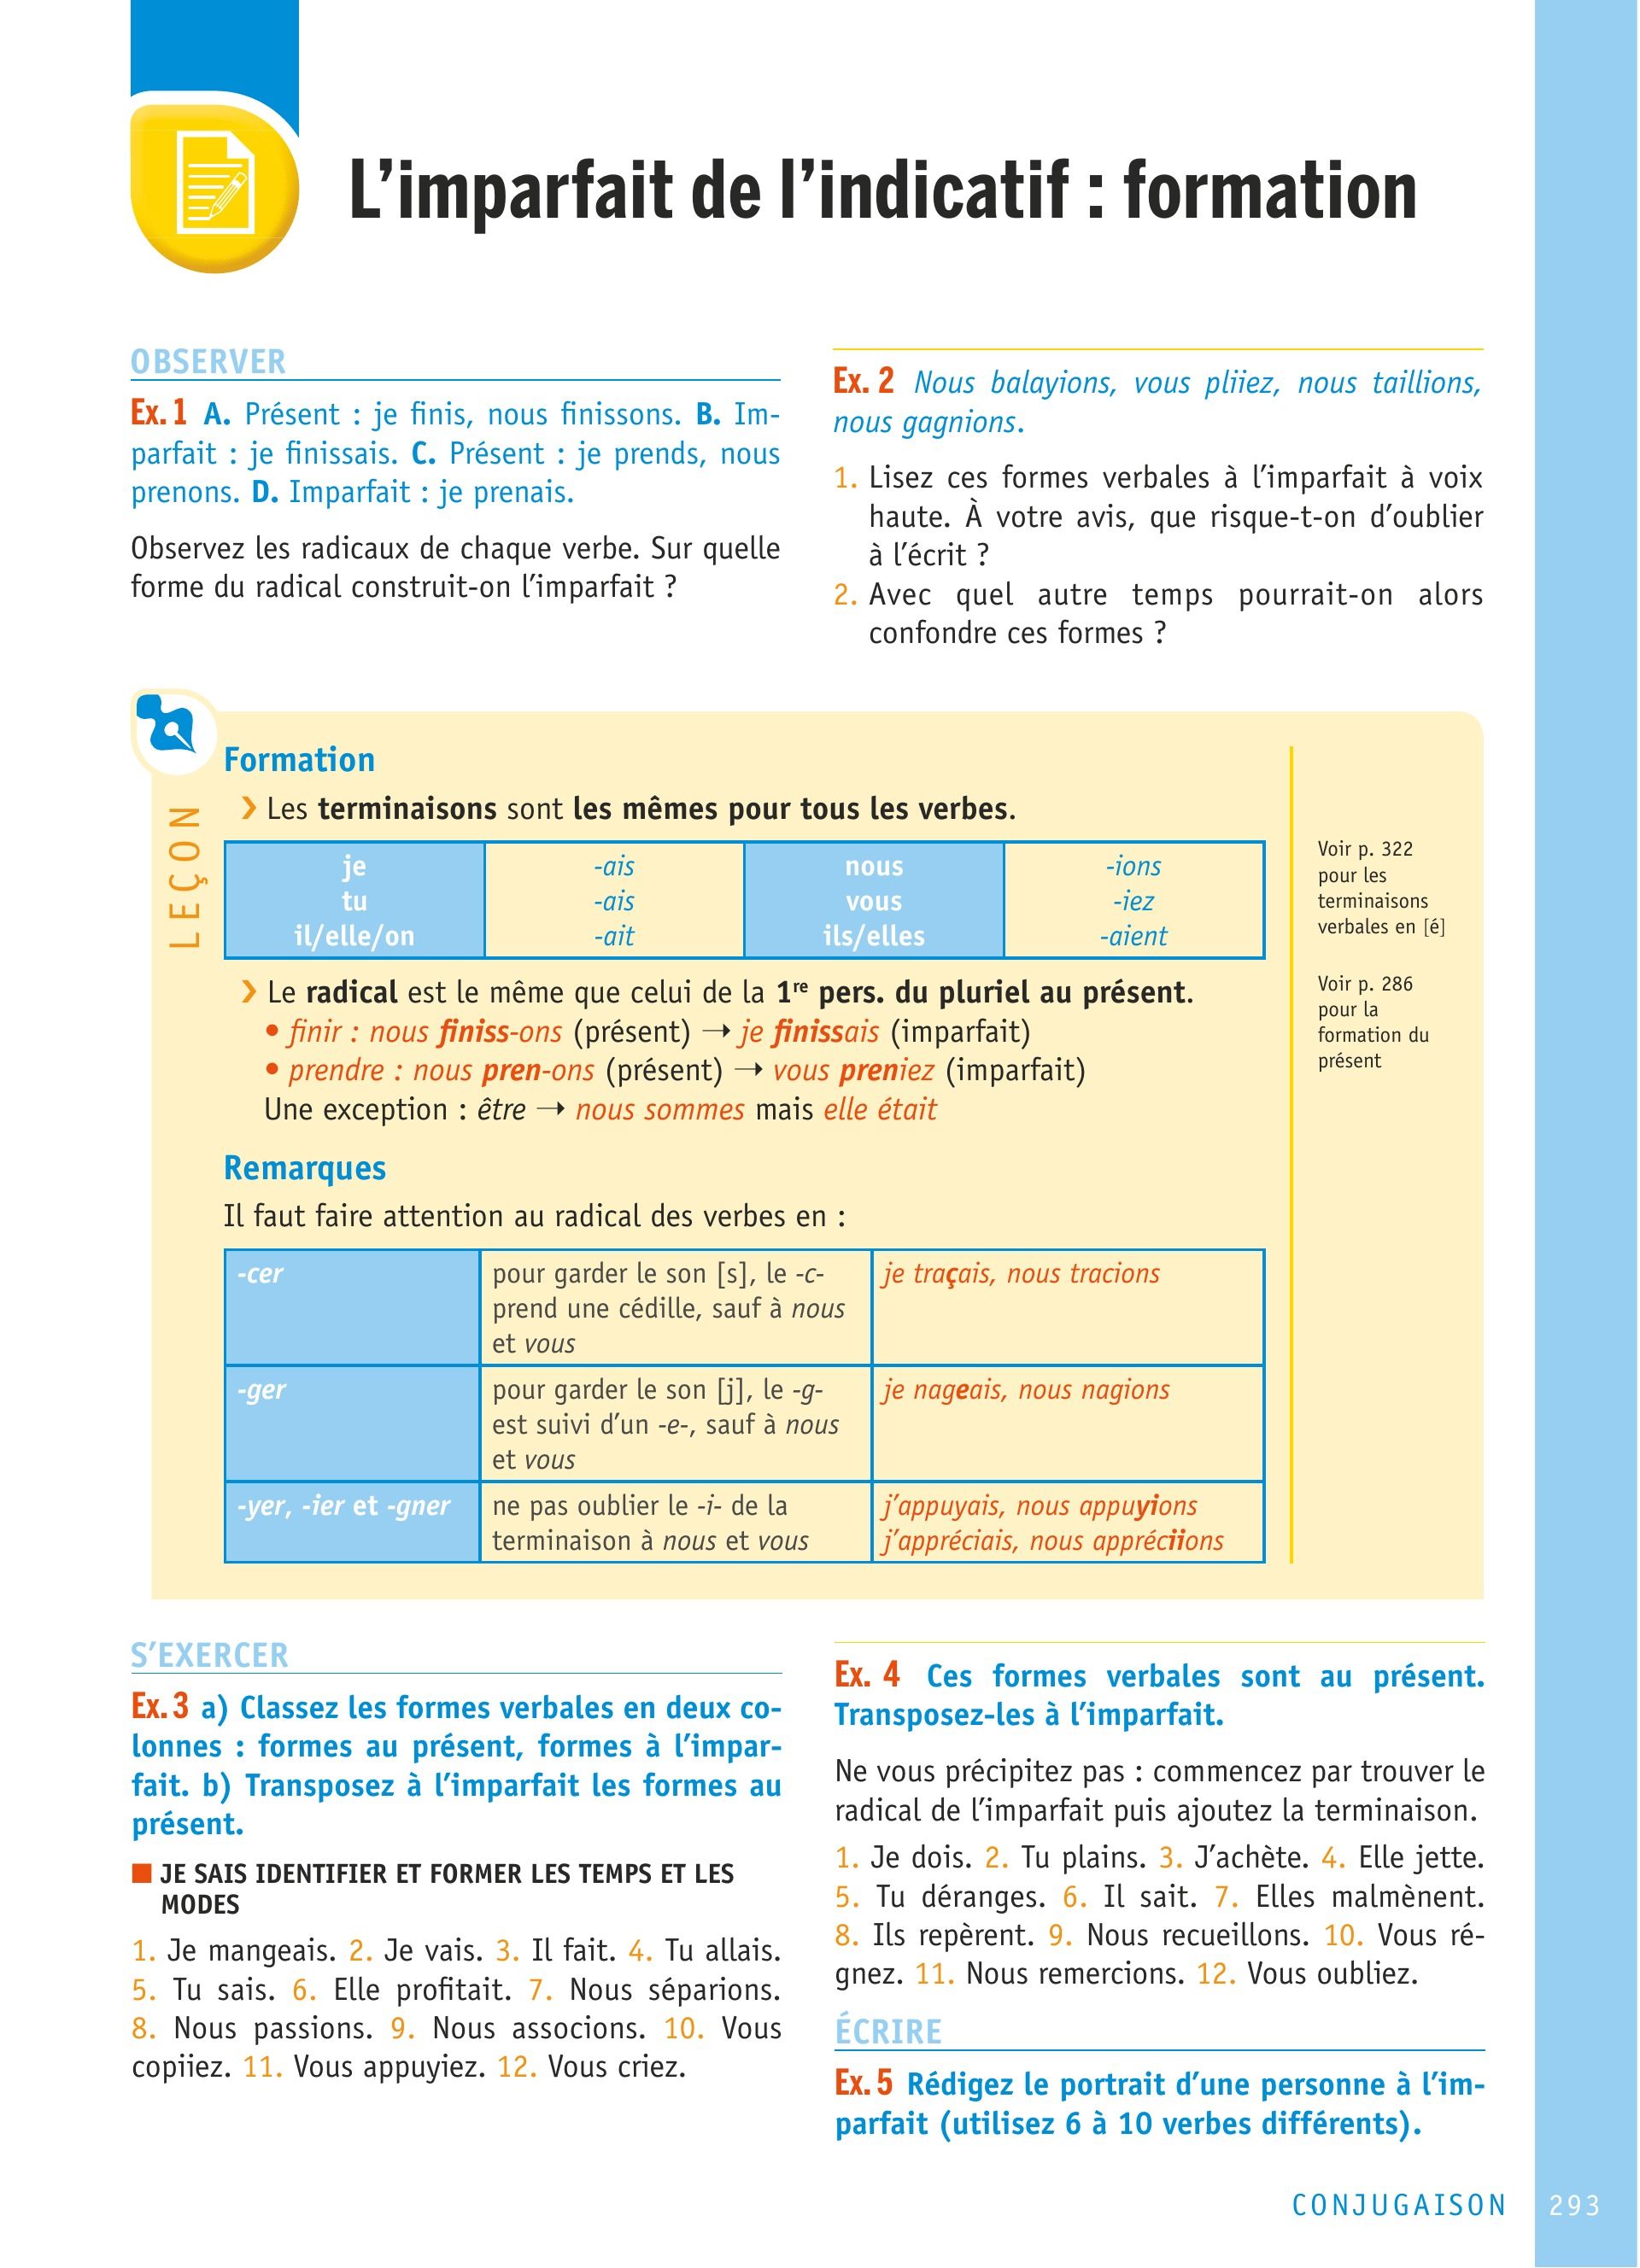 L'imparfait de l'indicatif : formation
OBSERVER
Ex. 1 A. Présent : je finis, nous finissons. B. Im-
parfait : je finissais. C. Présent : je prends, nous
prenons. D. Imparfait : je prenais.
Observez les radicaux de chaque verbe. Sur quelle
forme du radical construit-on l'imparfait ?
Ex. 2 Nous balayions, vous pliiez, nous taillions,
nous gagnions.
1. Lisez ces formes verbales à l'imparfait à voix
haute. À votre avis, que risque-t-on d'oublier
à l'écrit ?
2. Avec quel autre temps pourrait-on alors
confondre ces formes ?
LEÇON
Formation
› Les terminaisons sont les mêmes pour tous les verbes.
je -ais nous -ions
tu -ais vous -iez
il/elle/on -ait ils/elles -aient
› Le radical est le même que celui de la 1re pers. du pluriel au présent.
• finir : nous finiss-ons (présent) → je finissais (imparfait)
• prendre : nous pren-ons (présent) → vous preniez (imparfait)
Une exception : être → nous sommes mais elle était
Voir p. 322
pour les
terminaisons
verbales en [é]
Voir p. 286
pour la
formation du
présent
Remarques
Il faut faire attention au radical des verbes en :
-cer
pour garder le son [s], le -c-
prend une cédille, sauf à nous
et vous
je traçais, nous tracions
-ger
pour garder le son [j], le -g-
est suivi d'un -e-, sauf à nous
et vous
je nageais, nous nagions
-yer, -ier et -gner
ne pas oublier le -i- de la
terminaison à nous et vous
j'appuyais, nous appuyions
j'appréciais, nous appréciions
S'EXERCER
Ex. 3 a) Classez les formes verbales en deux co-
lonnes : formes au présent, formes à l'impar-
fait. b) Transposez à l'imparfait les formes au
présent.
■ JE SAIS IDENTIFIER ET FORMER LES TEMPS ET LES
MODES
1. Je mangeais. 2. Je vais. 3. Il fait. 4. Tu allais.
5. Tu sais. 6. Elle profitait. 7. Nous séparions.
8. Nous passions. 9. Nous associons. 10. Vous
copiiez. 11. Vous appuyiez. 12. Vous criez.
Ex. 4 Ces formes verbales sont au présent.
Transposez-les à l'imparfait.
Ne vous précipitez pas : commencez par trouver le
radical de l'imparfait puis ajoutez la terminaison.
1. Je dois. 2. Tu plains. 3. J'achète. 4. Elle jette.
5. Tu déranges. 6. Il sait. 7. Elles malmènent.
8. Ils repèrent. 9. Nous recueillons. 10. Vous ré-
gnez. 11. Nous remercions. 12. Vous oubliez.
ÉCRIRE
Ex. 5 Rédigez le portrait d'une personne à l'im-
parfait (utilisez 6 à 10 verbes différents).
CONJUGAISON 293